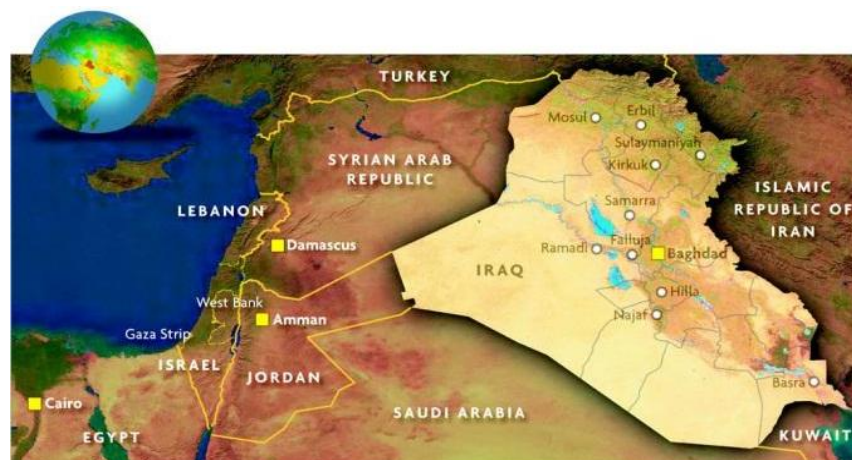 TURKEY
Mosul
Erbil
Sulaymaniyah
Kirkuk
SYRIAN ARAB
REPUBLIC
ISLAMIC
REPUBLIC OF
IRAN
LEBANON
Samarra
Damascus
Ramadi
Falluja
Baghdad
IRAQ
West Bank
Hilla
Amman
Najaf
Gaza Strip
ISRAEL
JORDAN
Basra
Cairo
SAUDI ARABIA
EGYPT
KUWAIT